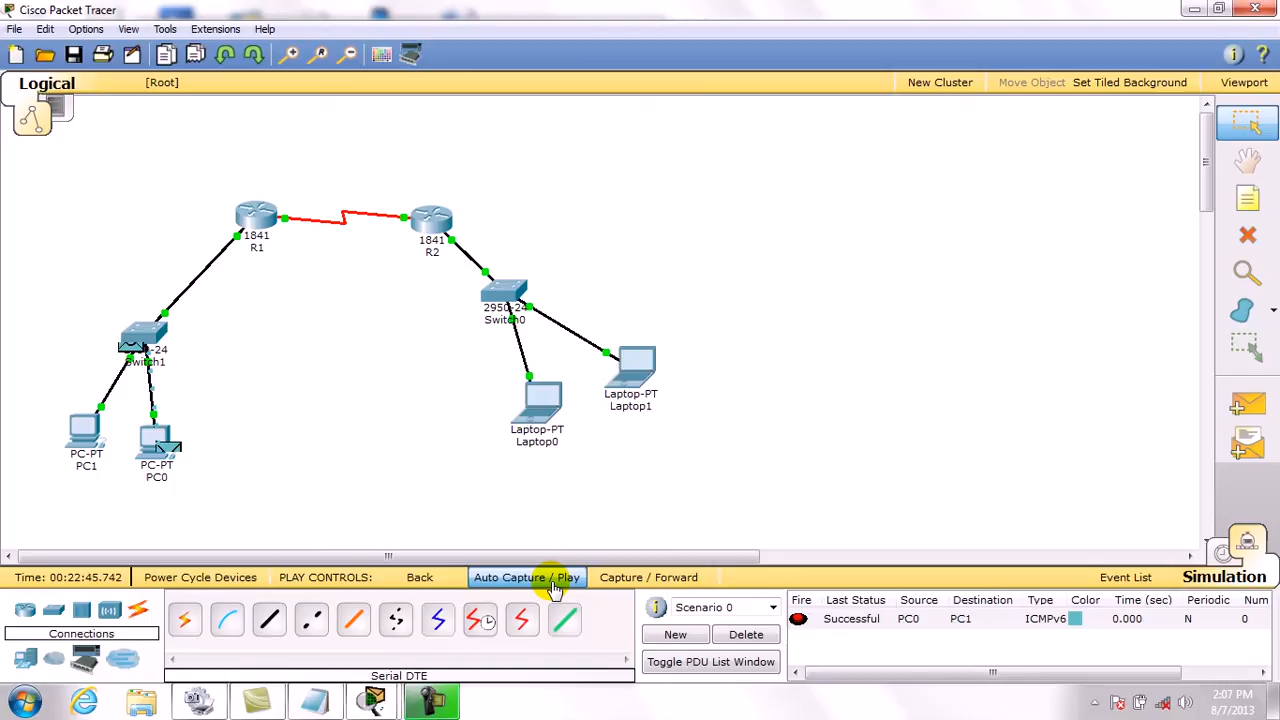 Cisco Packet Tracer
File Edit Options View Tools Extensions Help
Logical [Root] New Cluster Move Object Set Tiled Background Viewport
1841
R1
1841
R2
2950-24
Switch0
-24
Switch1
Laptop-PT
Laptop1
Laptop-PT
Laptop0
PC-PT
PC1
PC-PT
PC0
Time: 00:22:45.742 Power Cycle Devices PLAY CONTROLS: Back Auto Capture / Play Capture / Forward Event List Simulation
Scenario 0
Fire Last Status Source Destination Type Color Time (sec) Periodic Num
Successful PC0 PC1 ICMPv6 0.000 N 0
Connections
New Delete
Toggle PDU List Window
Serial DTE
2:07 PM
8/7/2013